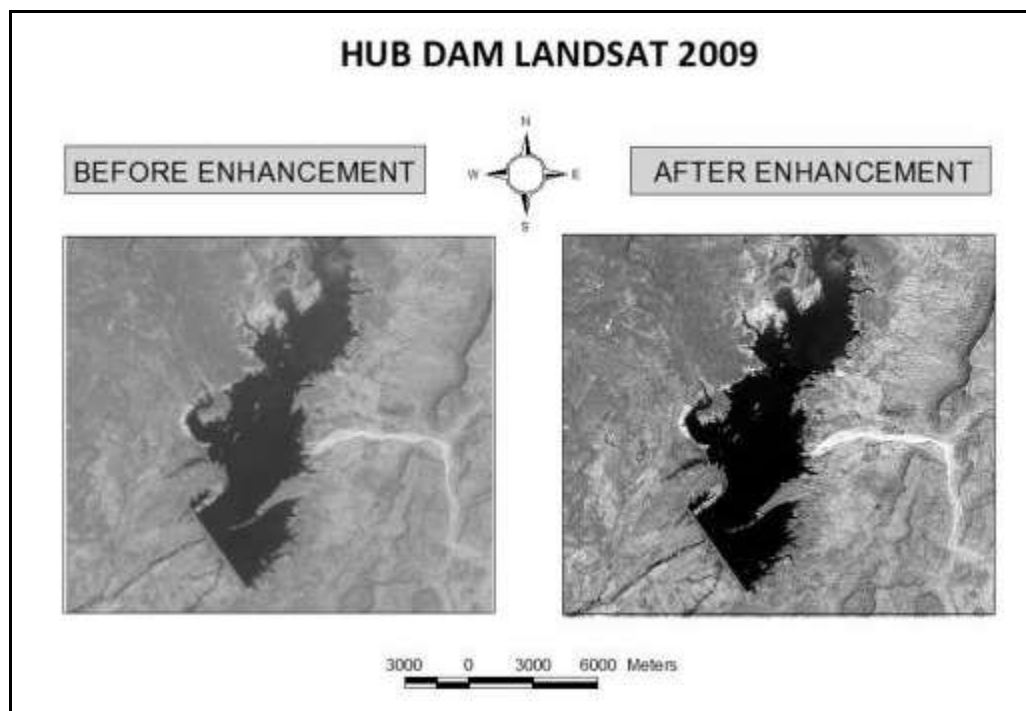 HUB DAM LANDSAT 2009
BEFORE ENHANCEMENT
N
W E
S
AFTER ENHANCEMENT
3000 0 3000 6000 Meters